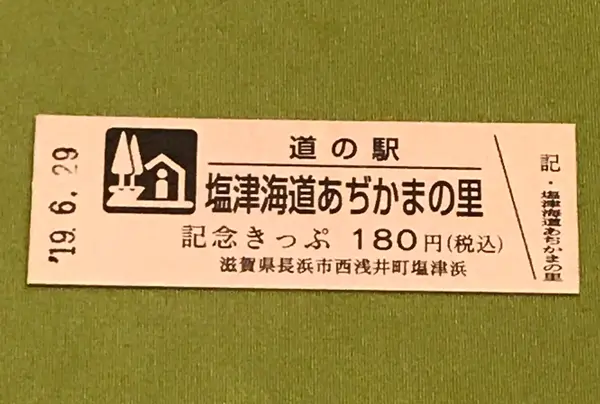 '19.6.29
道の駅
塩津海道あぢかまの里
記念きっぷ 180円(税込)
滋賀県長浜市西浅井町塩津浜
記・塩津海道あぢかまの里